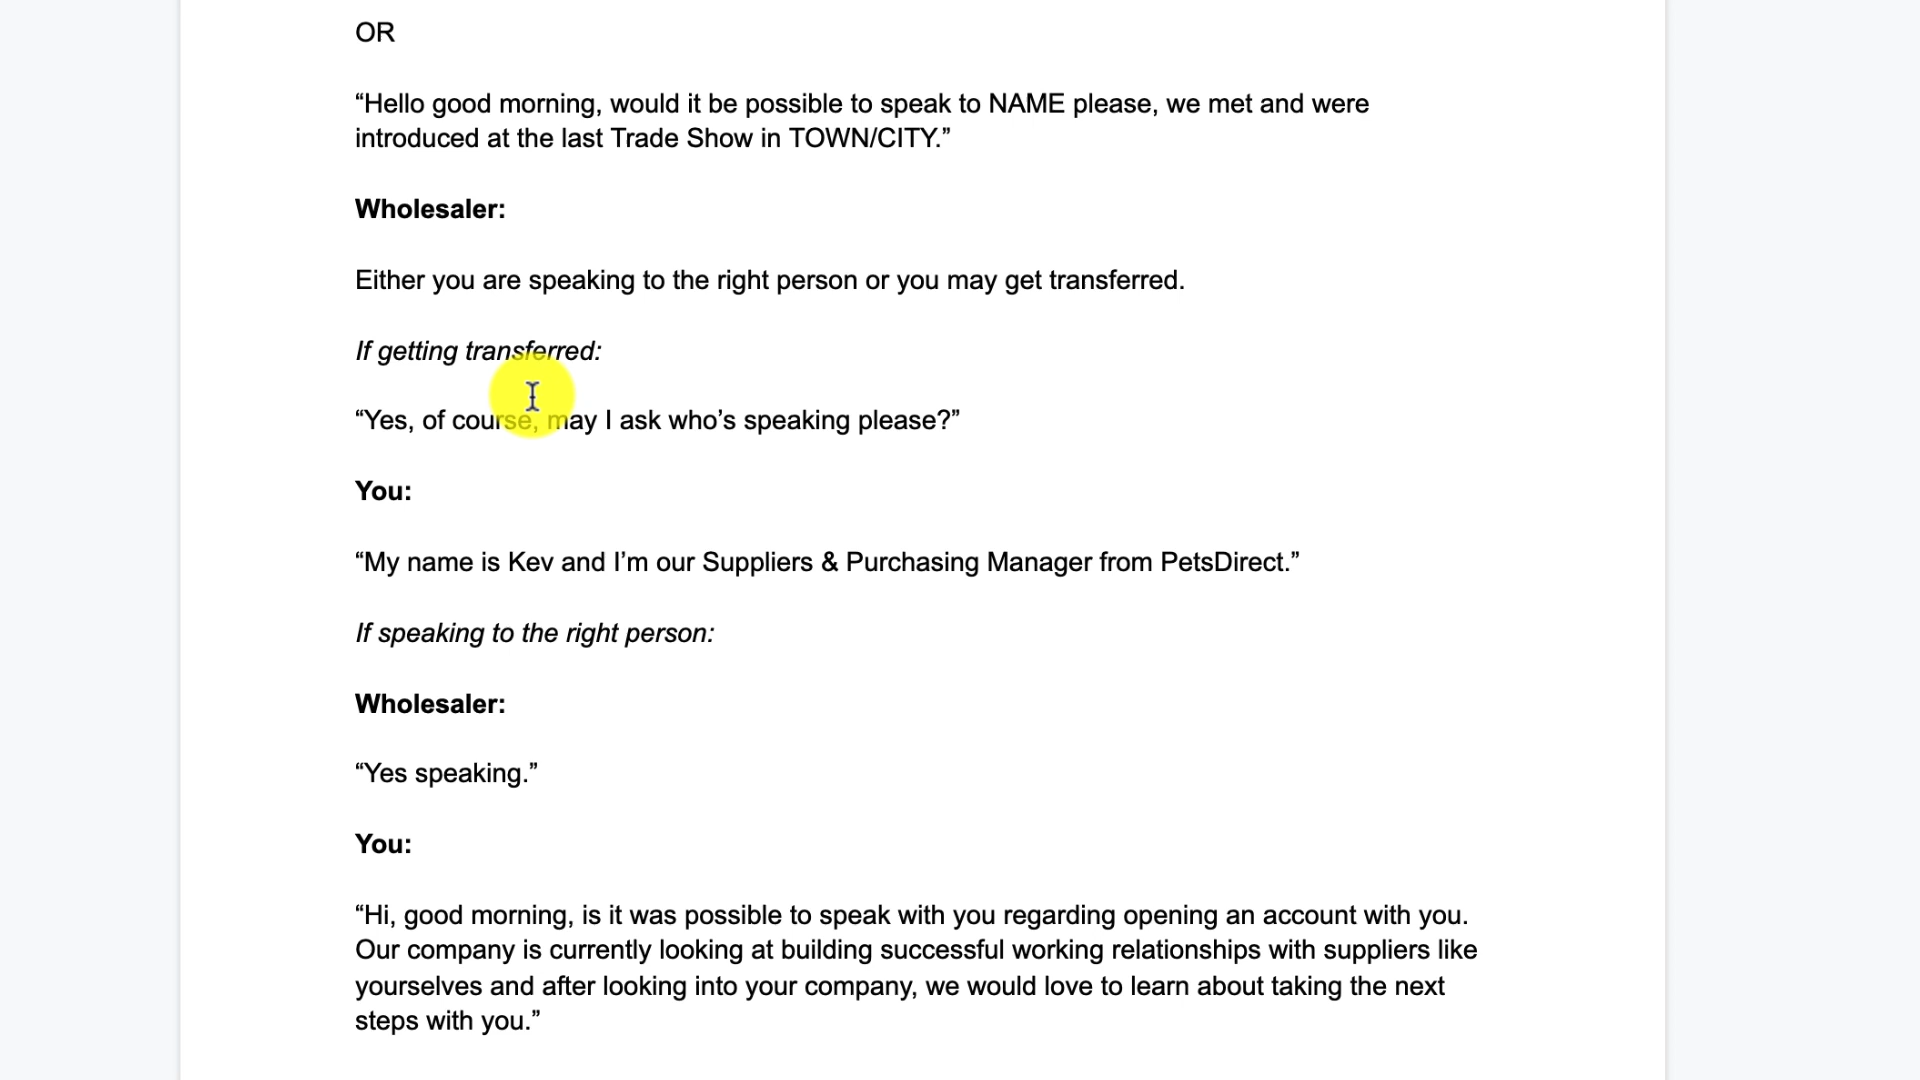 OR
“Hello good morning, would it be possible to speak to NAME please, we met and were
introduced at the last Trade Show in TOWN/CITY.”
Wholesaler:
Either you are speaking to the right person or you may get transferred.
If getting transferred:
“Yes, of course, may I ask who’s speaking please?”
You:
“My name is Kev and I’m our Suppliers & Purchasing Manager from PetsDirect.”
If speaking to the right person:
Wholesaler:
“Yes speaking.”
You:
“Hi, good morning, is it was possible to speak with you regarding opening an account with you.
Our company is currently looking at building successful working relationships with suppliers like
yourselves and after looking into your company, we would love to learn about taking the next
steps with you.”